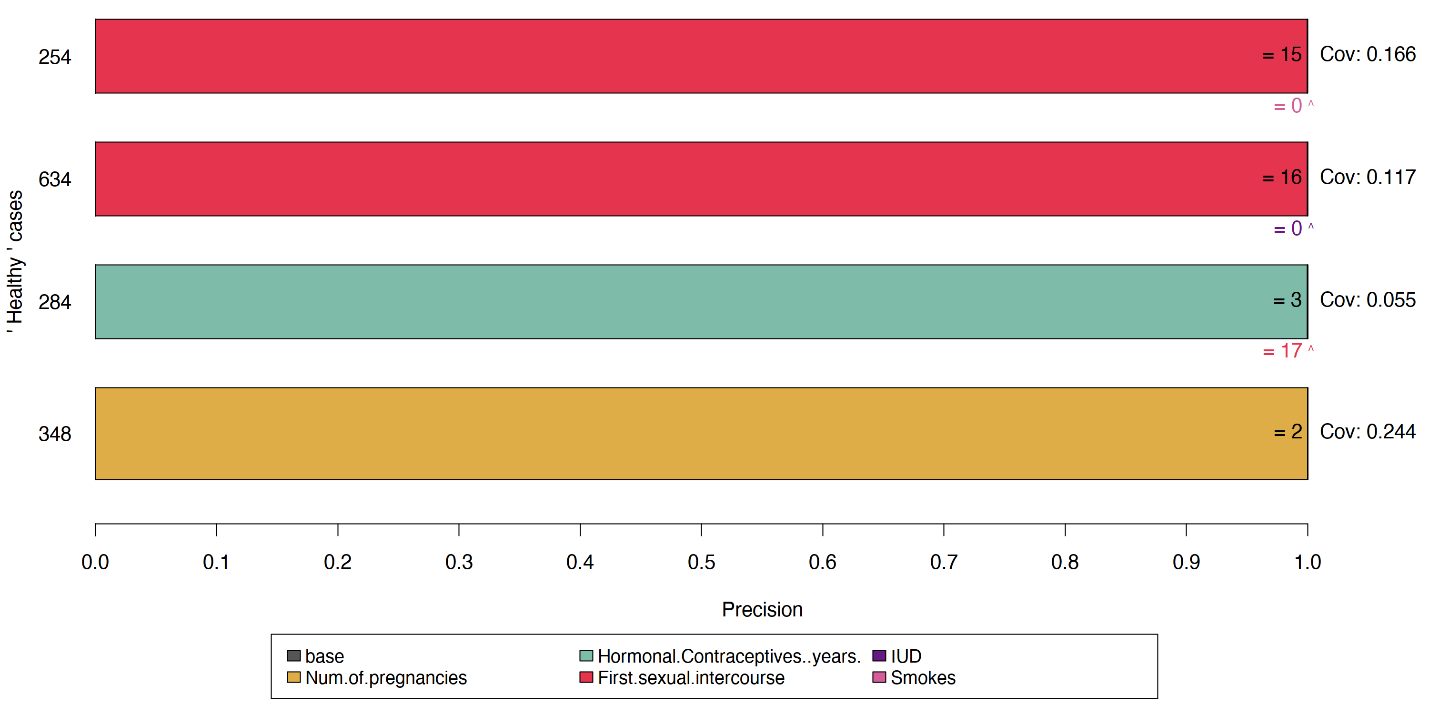 254
= 15
Cov: 0.166
= 0 ^
634
= 16
Cov: 0.117
= 0 ^
' Healthy ' cases
284
= 3
Cov: 0.055
= 17 ^
348
= 2
Cov: 0.244
0.0 0.1 0.2 0.3 0.4 0.5 0.6 0.7 0.8 0.9 1.0
Precision
base
Hormonal.Contraceptives..years.
IUD
Num.of.pregnancies
First.sexual.intercourse
Smokes